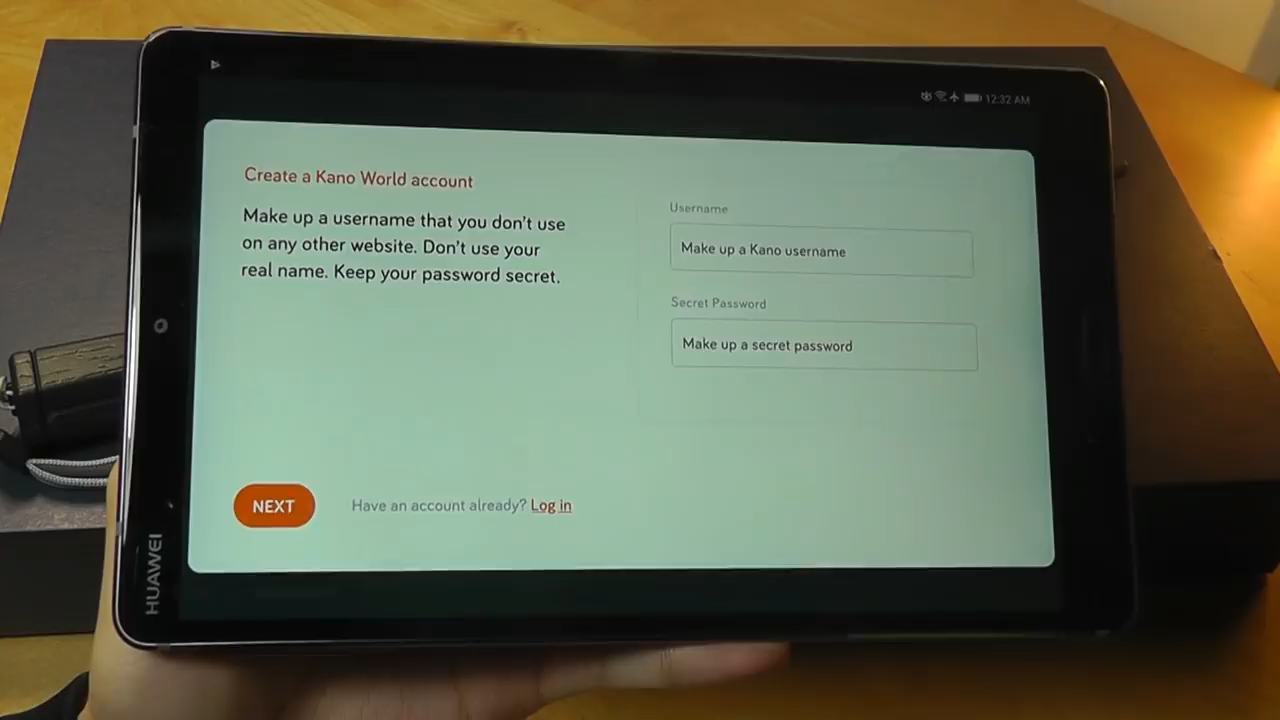 12:32 AM
Create a Kano World account
Make up a username that you don't use
on any other website. Don't use your
real name. Keep your password secret.
Username
Make up a Kano username
Secret Password
Make up a secret password
NEXT
Have an account already? Log in
HUAWEI